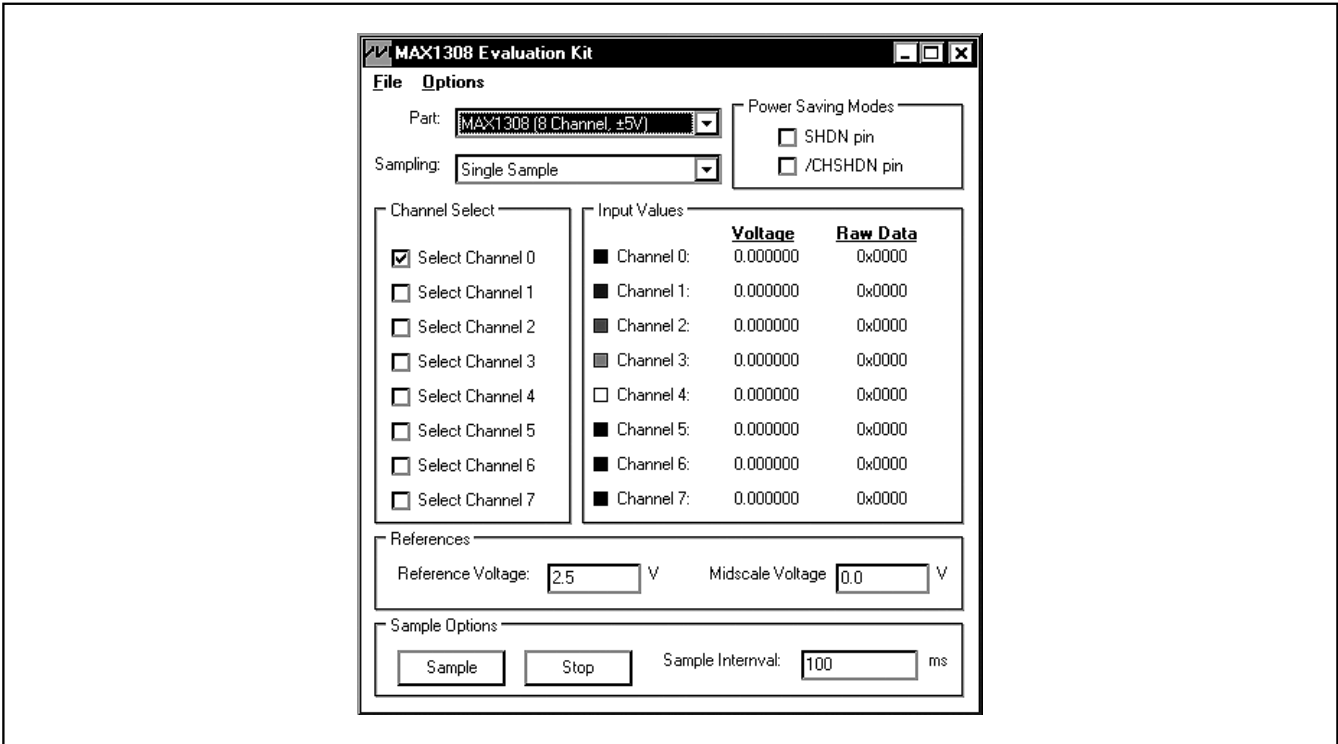 MAX1308 Evaluation Kit
File Options
Part: MAX1308 (8 Channel, ±5V)
Sampling: Single Sample
Power Saving Modes
SHDN pin
/CHSHDN pin
Channel Select
Select Channel 0
Select Channel 1
Select Channel 2
Select Channel 3
Select Channel 4
Select Channel 5
Select Channel 6
Select Channel 7
Input Values
Voltage Raw Data
Channel 0: 0.000000 0x0000
Channel 1: 0.000000 0x0000
Channel 2: 0.000000 0x0000
Channel 3: 0.000000 0x0000
Channel 4: 0.000000 0x0000
Channel 5: 0.000000 0x0000
Channel 6: 0.000000 0x0000
Channel 7: 0.000000 0x0000
References
Reference Voltage: 2.5 V Midscale Voltage 0.0 V
Sample Options
Sample Stop Sample Internval: 100 ms